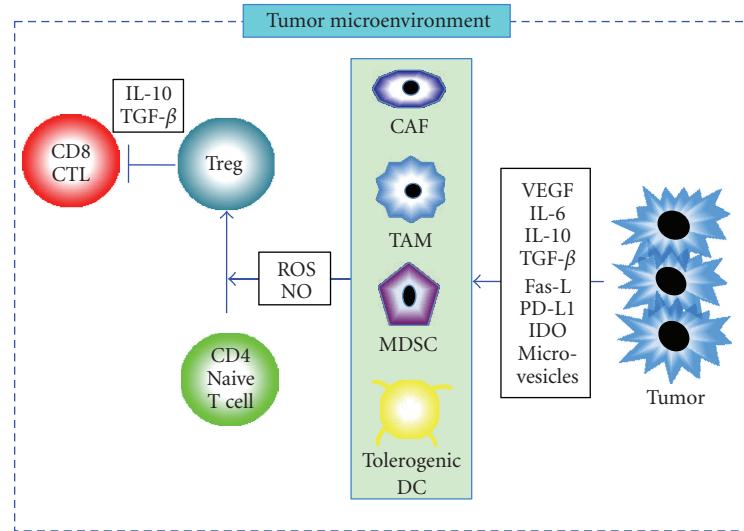 Tumor microenvironment
IL-10
TGF-β
CD8
CTL
Treg
ROS
NO
CD4
Naive
T cell
CAF
TAM
MDSC
Tolerogenic
DC
VEGF
IL-6
IL-10
TGF-β
Fas-L
PD-L1
IDO
Micro-
vesicles
Tumor